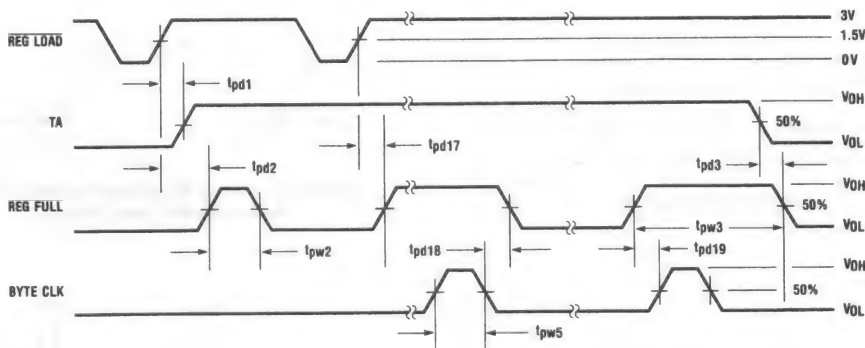 3V
REG LOAD
1.5V
0V
tpd1
VOH
TA
50%
VOL
tpd17
tpd3
tpd2
VOH
REG FULL
50%
VOL
tpw3
tpw2
tpd18
tpd19
VOH
BYTE CLK
50%
VOL
tpw5